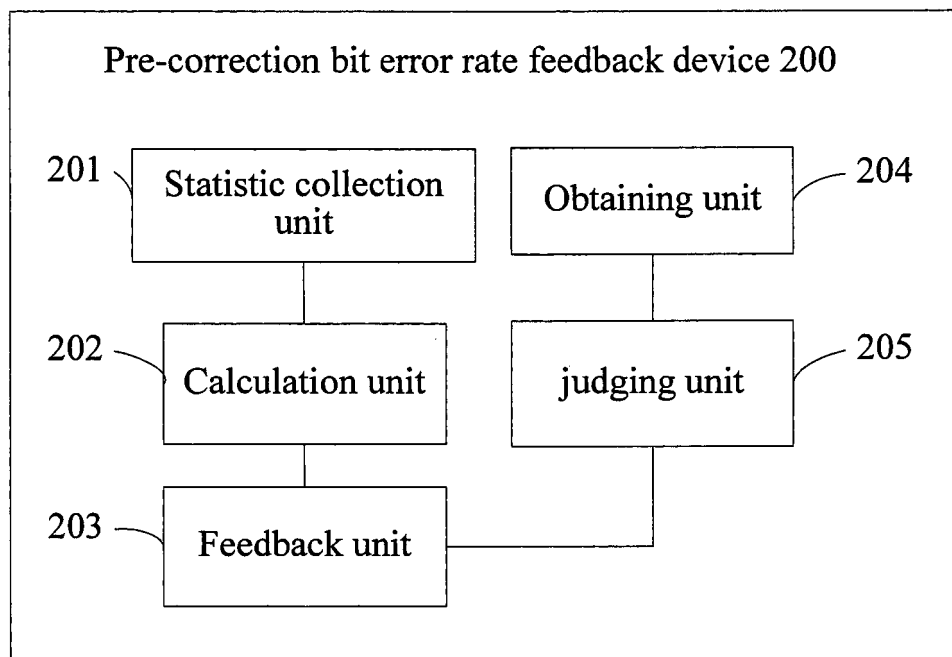 Pre-correction bit error rate feedback device 200
201
Statistic collection
unit
204
Obtaining unit
202
Calculation unit
205
judging unit
203
Feedback unit